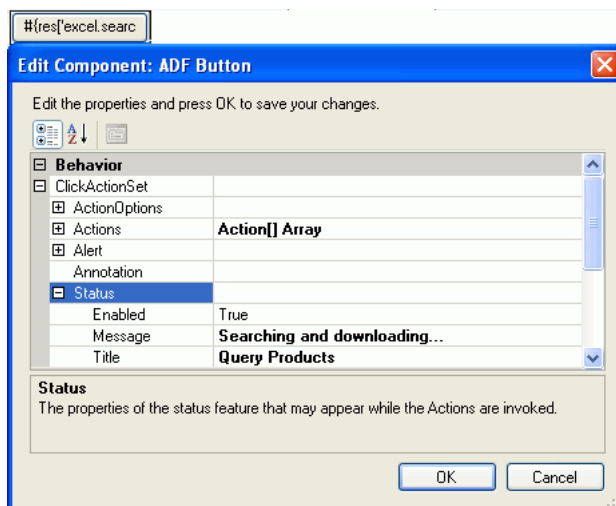 #{res['excel.searc
Edit Component: ADF Button
Edit the properties and press OK to save your changes.
Behavior
ClickActionSet
ActionOptions
Actions Action[] Array
Alert
Annotation
Status
Enabled True
Message Searching and downloading...
Title Query Products
Status
The properties of the status feature that may appear while the Actions are invoked.
OK Cancel